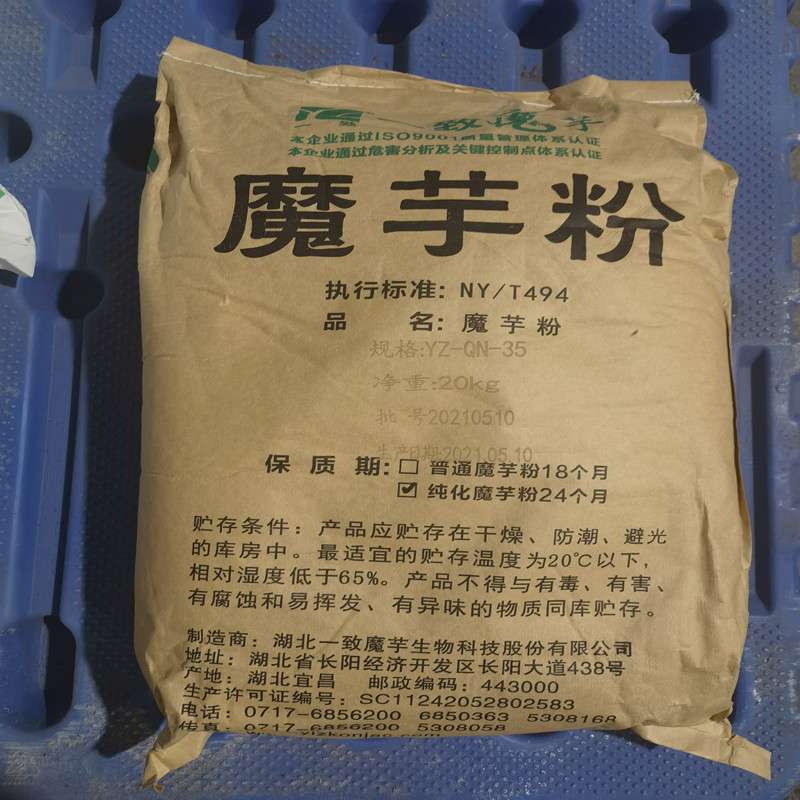 一致魔芋
一致
本企业通过ISO9001质量管理体系认证
本企业通过危害分析及关键控制点体系认证
魔芋粉
执行标准：NY/T494
品 名：魔芋粉
规格:YZ-QN-35
净重:20kg
批 号20210510
生产日期:2021.05.10
保质期：□普通魔芋粉18个月
☑纯化魔芋粉24个月
贮存条件：产品应贮存在干燥、防潮、避光
的库房中。最适宜的贮存温度为20℃以下，
相对湿度低于65%。产品不得与有毒、有害、
有腐蚀和易挥发、有异味的物质同库贮存。
制造商：湖北一致魔芋生物科技股份有限公司
地址：湖北省长阳经济开发区长阳大道438号
产地：湖北宜昌 邮政编码：443000
生产许可证编号：SC11242052802583
电话：0717-6856200 6850363 5308168
传真：0717-6856200 5308058
www.yizkonjac.com